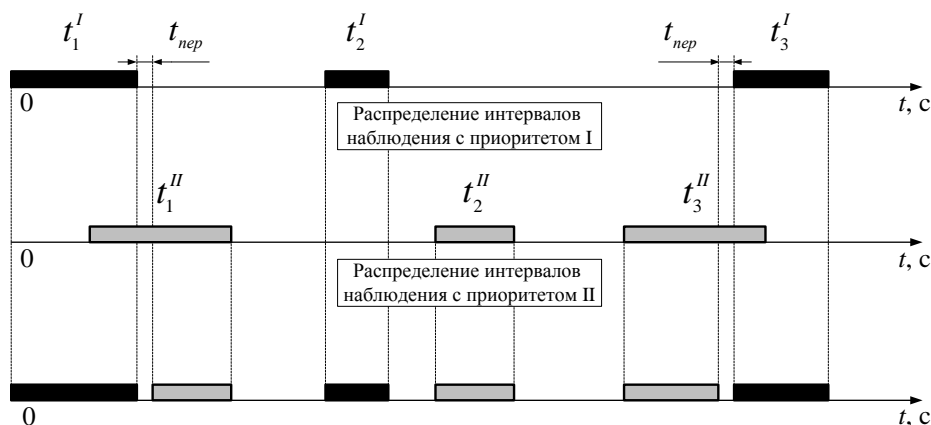 t₁ᴵ t_пер t₂ᴵ t_пер t₃ᴵ
0 t, с
Распределение интервалов
наблюдения с приоритетом I
t₁ᴵᴵ t₂ᴵᴵ t₃ᴵᴵ
0 t, с
Распределение интервалов
наблюдения с приоритетом II
0 t, с